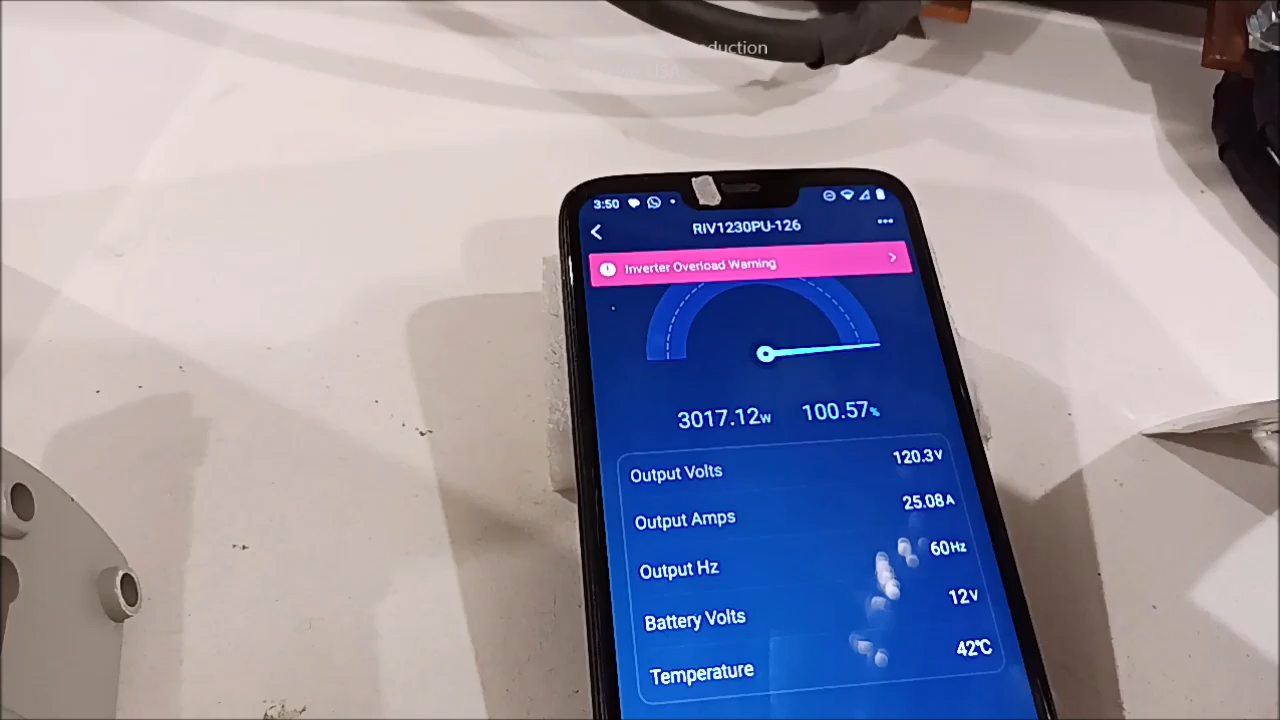 duction
3:50
RIV1230PU-126
Inverter Overload Warning
3017.12w 100.57%
Output Volts 120.3V
Output Amps 25.08A
Output Hz 60Hz
Battery Volts 12V
Temperature 42℃